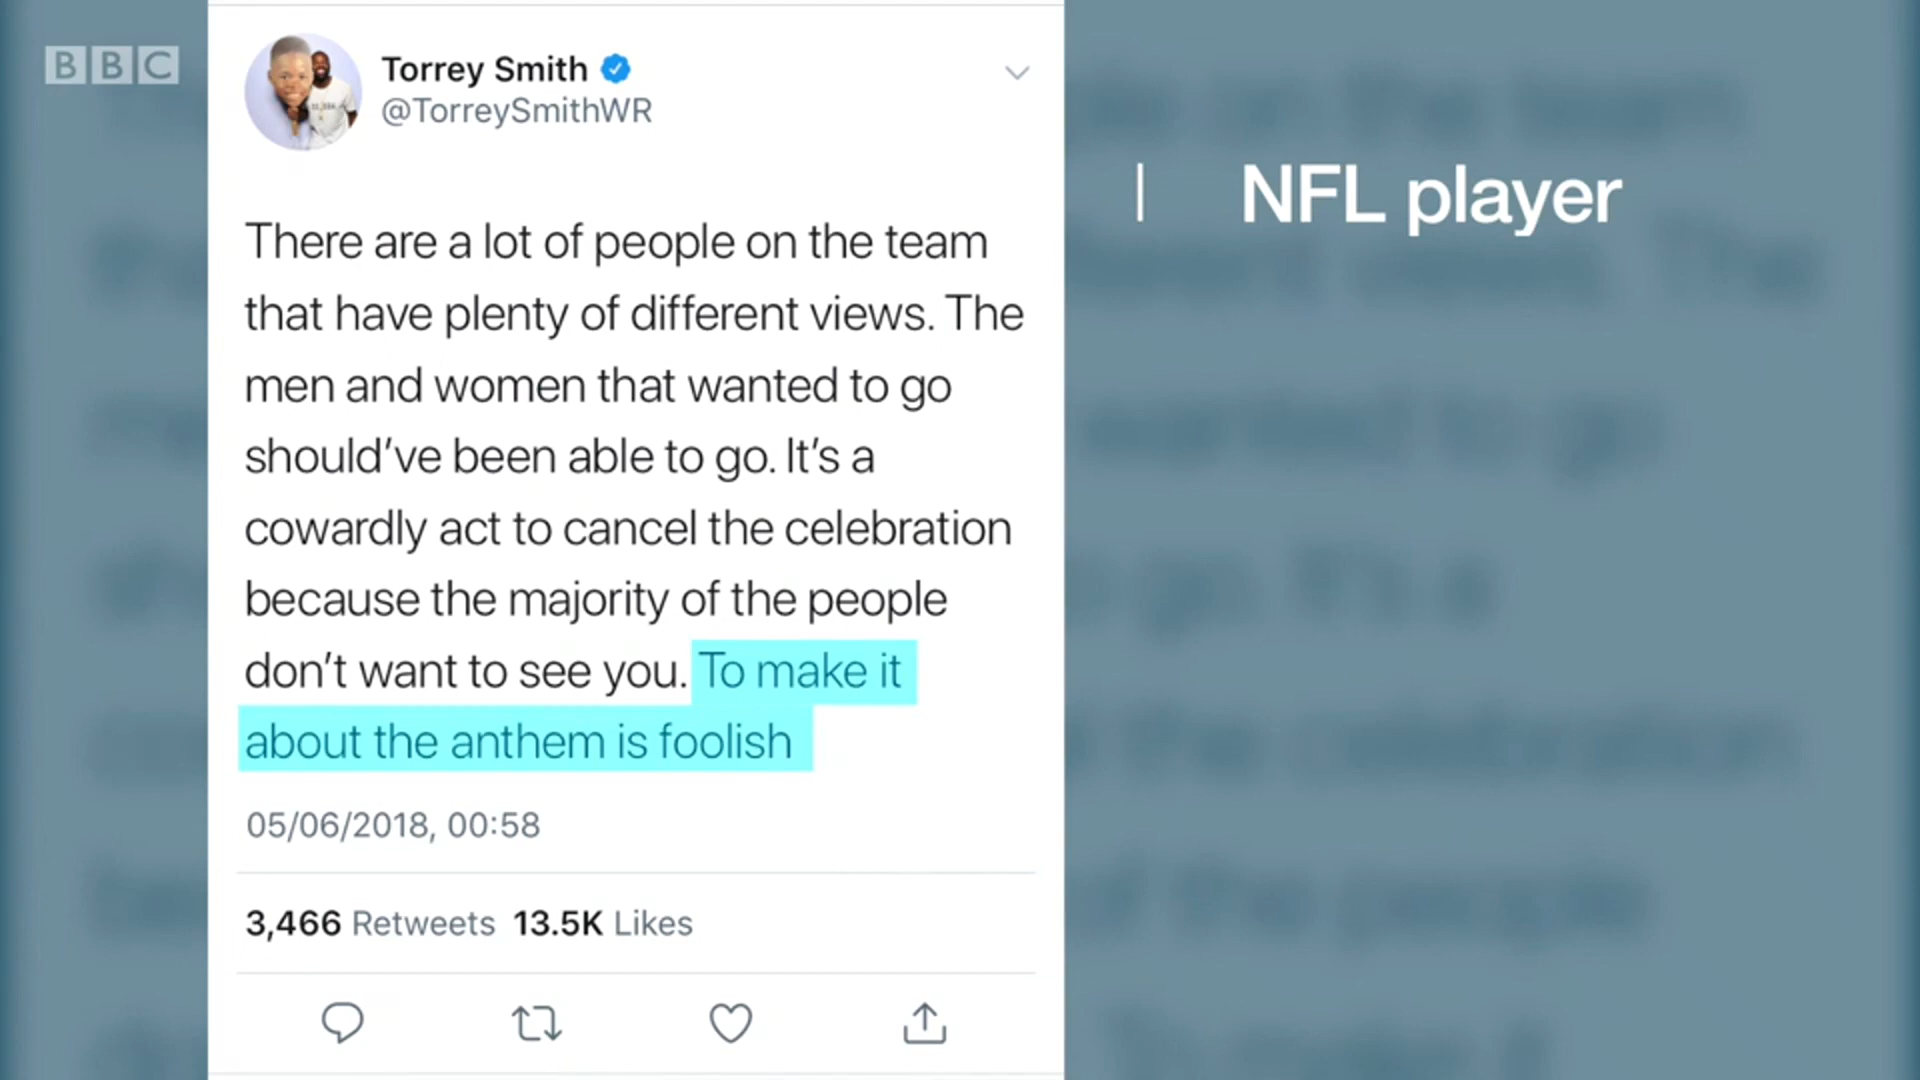 BBC
Torrey Smith
@TorreySmithWR
NFL player
There are a lot of people on the team
that have plenty of different views. The
men and women that wanted to go
should’ve been able to go. It’s a
cowardly act to cancel the celebration
because the majority of the people
don’t want to see you. To make it
about the anthem is foolish
05/06/2018, 00:58
3,466 Retweets 13.5K Likes